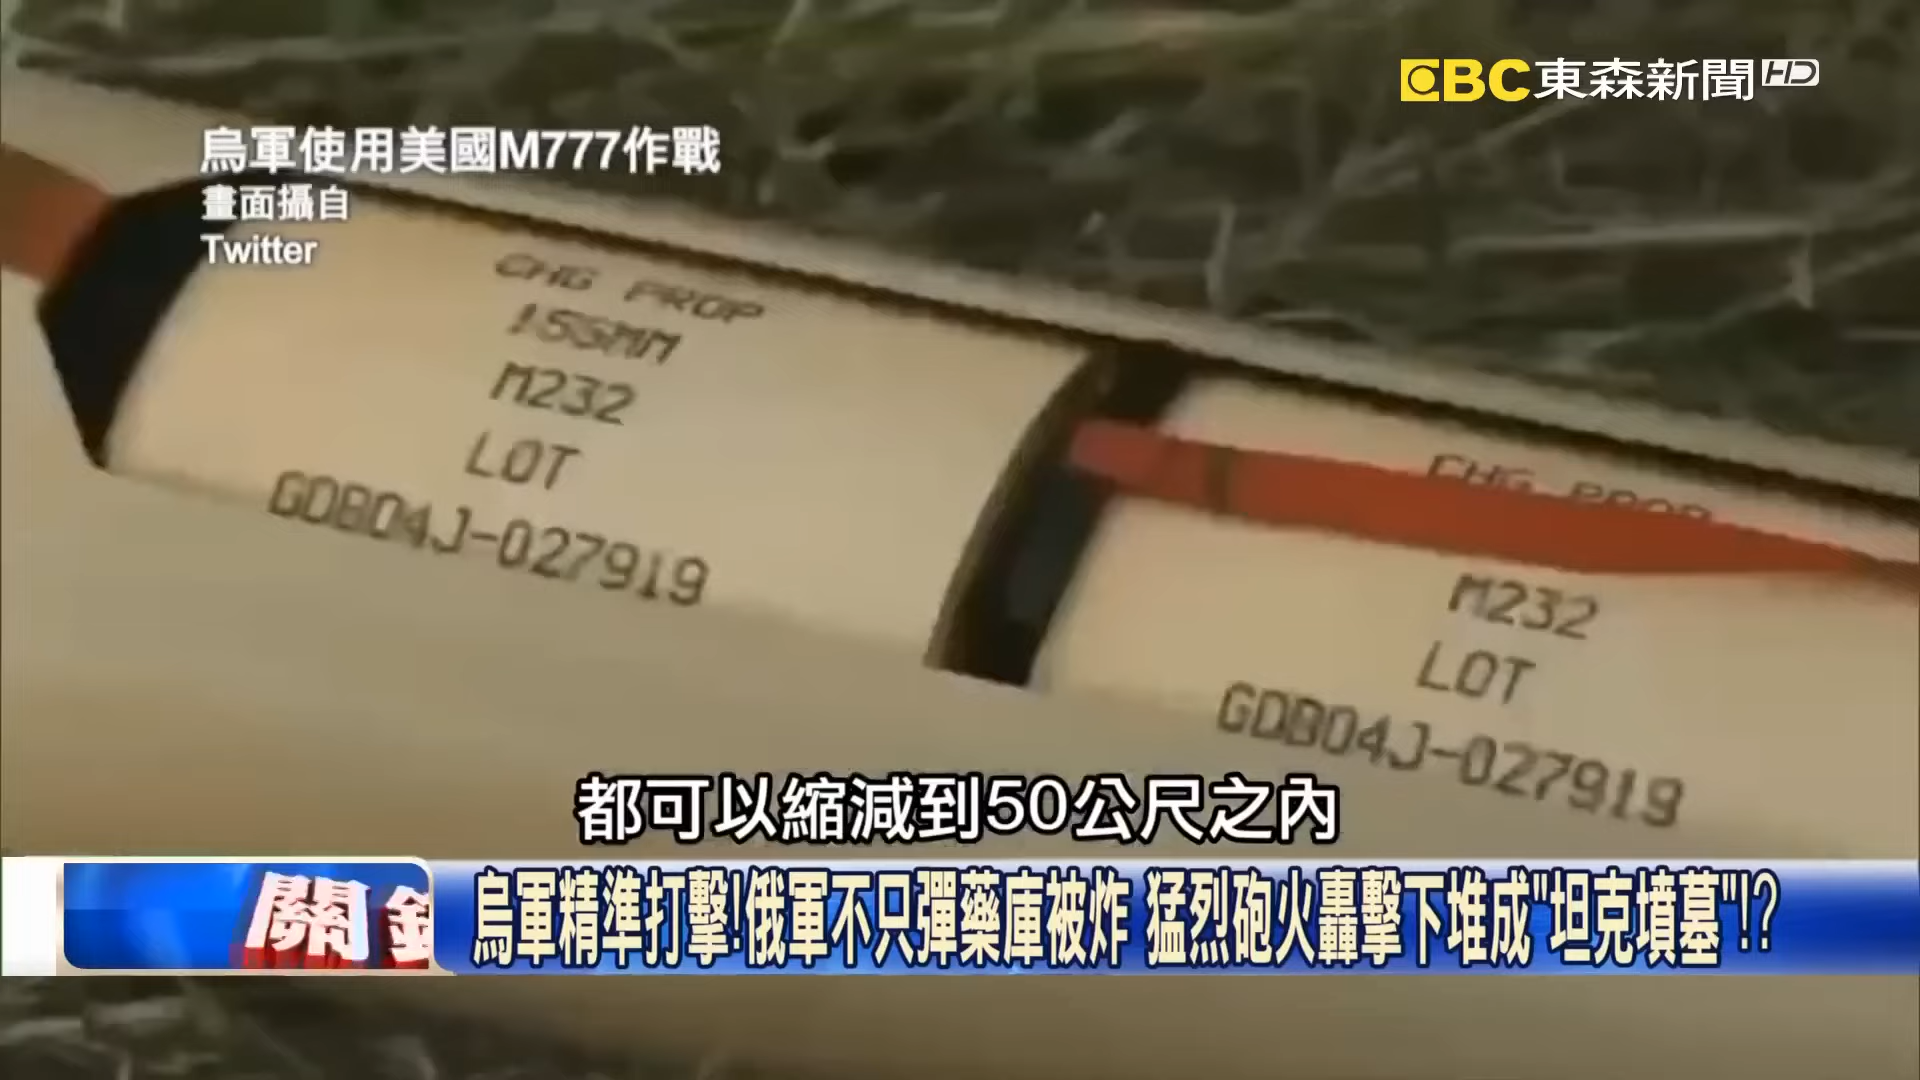 EBC東森新聞HD
烏軍使用美國M777作戰
畫面攝自
Twitter
CHG PROP
155MM
M232
LOT
GDB04J-027919
CHG PROP
M232
LOT
GDB04J-027919
都可以縮減到50公尺之內
關鍵
烏軍精準打擊!俄軍不只彈藥庫被炸 猛烈砲火轟擊下堆成"坦克墳墓"!?